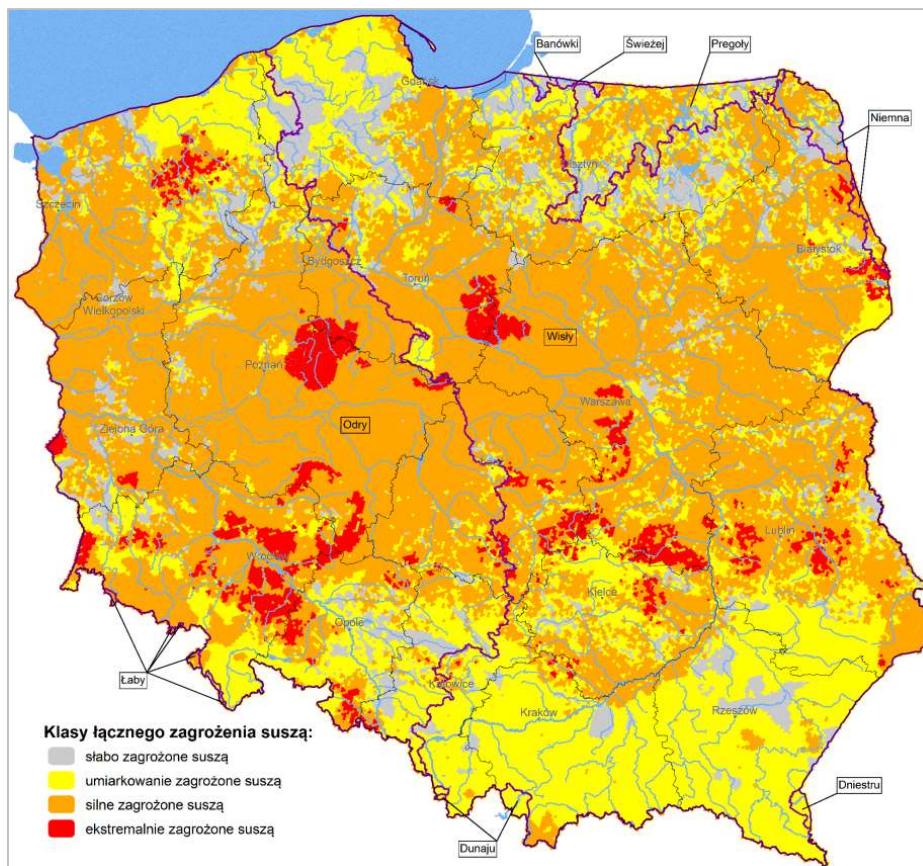 Banówki
Świeżej
Pregoły
Gdańsk
Niemna
Olsztyn
Szczecin
Białystok
Bydgoszcz
Toruń
Gorzów
Wielkopolski
Wisły
Poznań
Warszawa
Odry
Zielona Góra
Lublin
Wrocław
Kielce
Opole
Łaby
Katowice
Kraków
Rzeszów
Klasy łącznego zagrożenia suszą:
słabo zagrożone suszą
umiarkowanie zagrożone suszą
silne zagrożone suszą
ekstremalnie zagrożone suszą
Dniestru
Dunaju